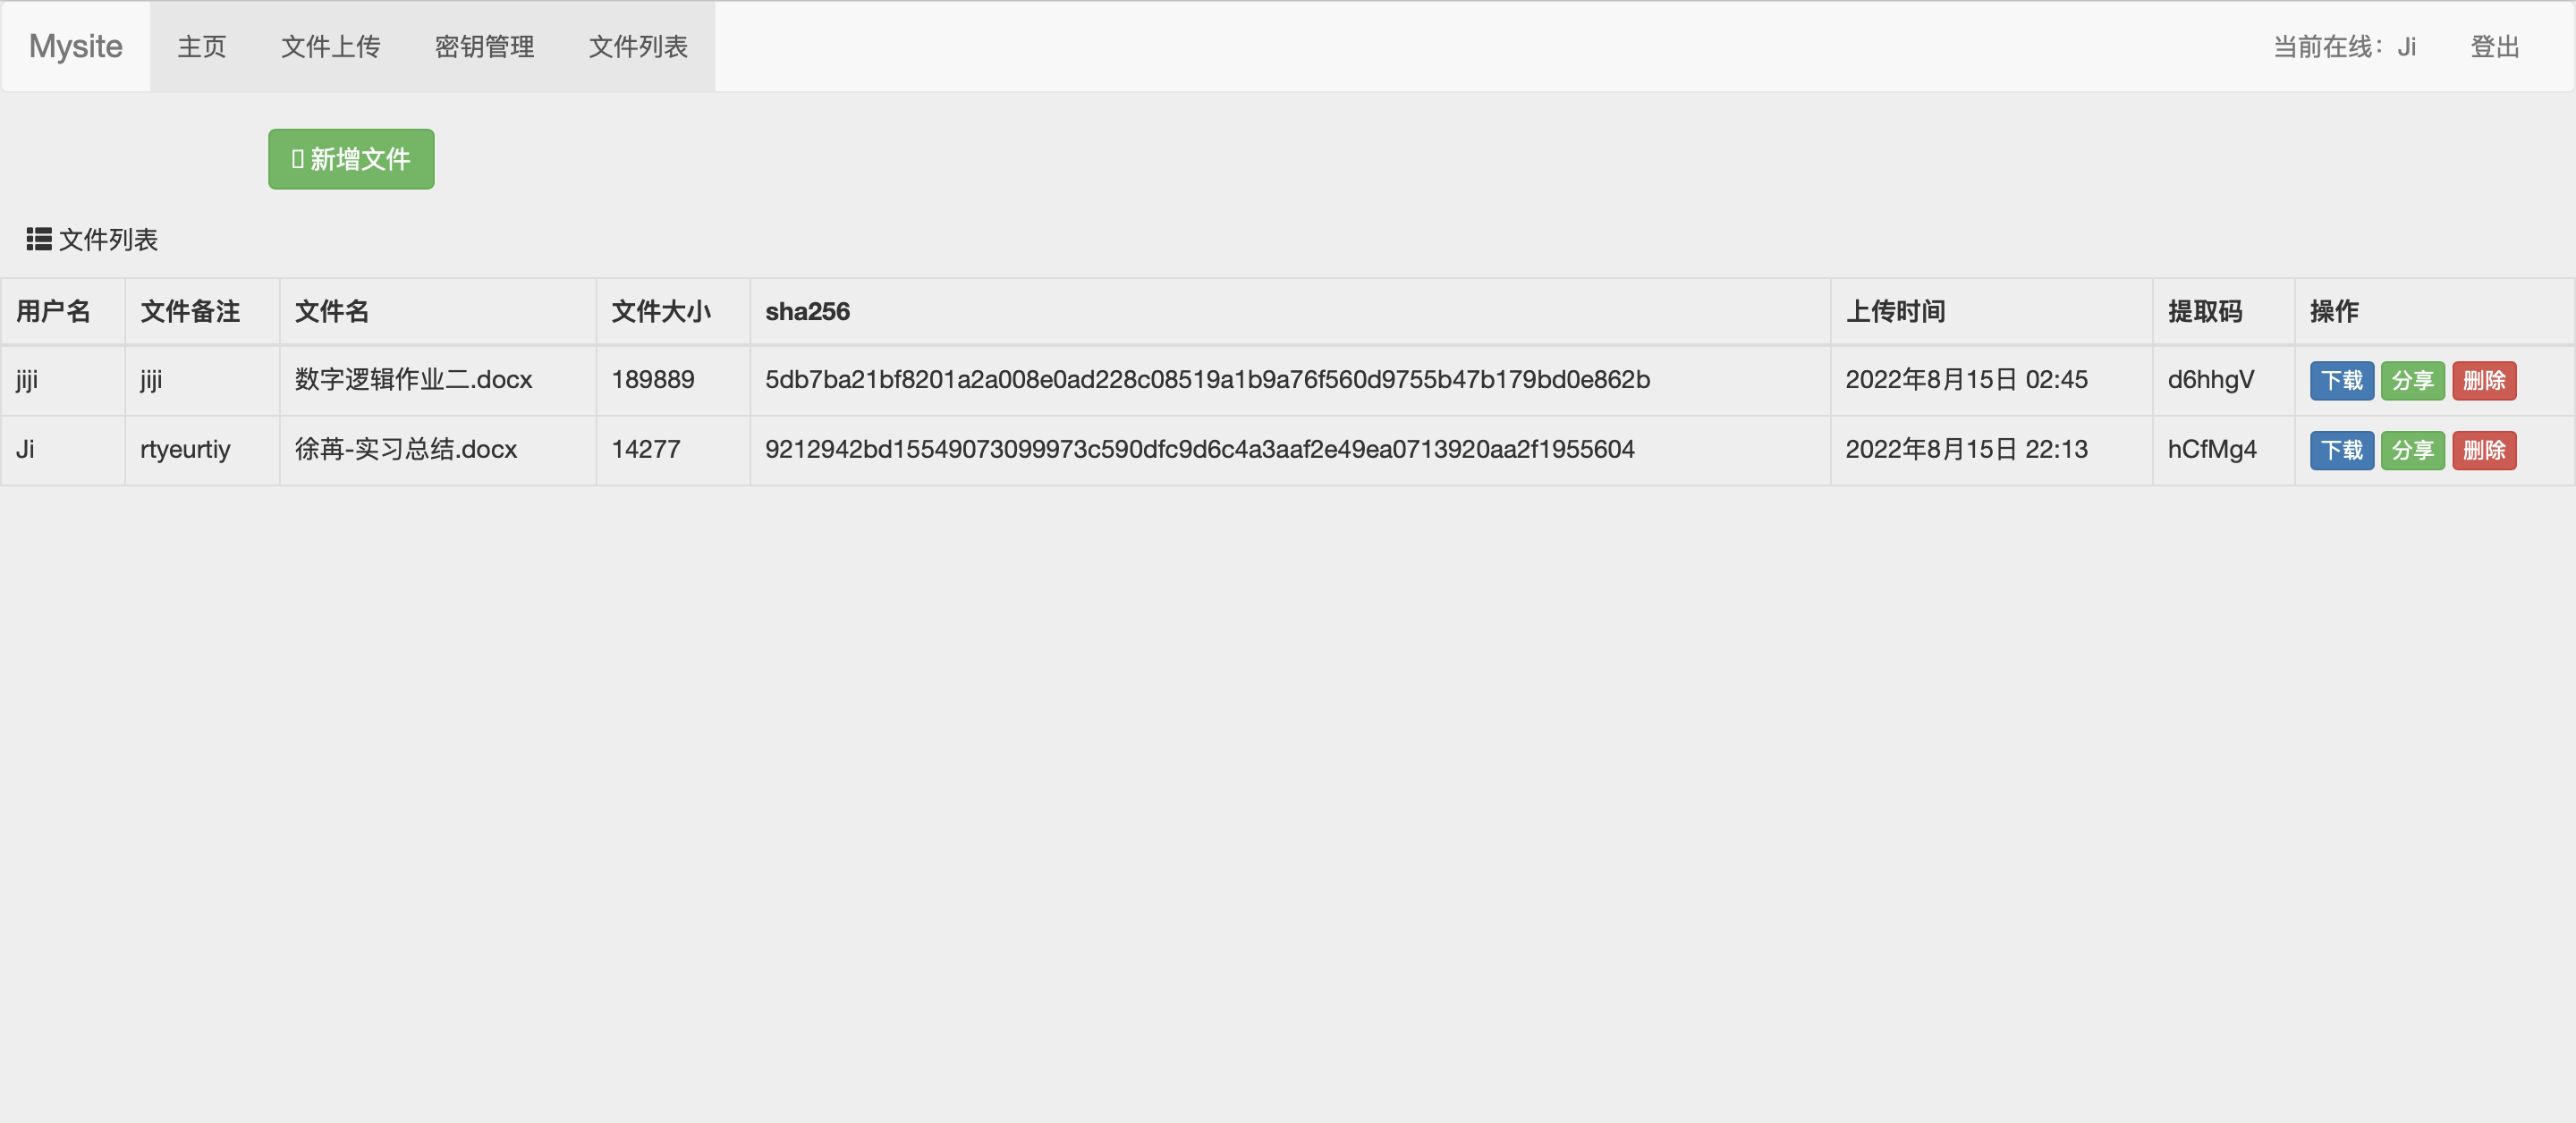 Mysite 主页 文件上传 密钥管理 文件列表 当前在线：Ji 登出
新增文件
文件列表
用户名 文件备注 文件名 文件大小 sha256 上传时间 提取码 操作
jiji jiji 数字逻辑作业二.docx 189889 5db7ba21bf8201a2a008e0ad228c08519a1b9a76f560d9755b47b179bd0e862b 2022年8月15日 02:45 d6hhgV 下载 分享 删除
Ji rtyeurtiy 徐苒-实习总结.docx 14277 9212942bd15549073099973c590dfc9d6c4a3aaf2e49ea0713920aa2f1955604 2022年8月15日 22:13 hCfMg4 下载 分享 删除